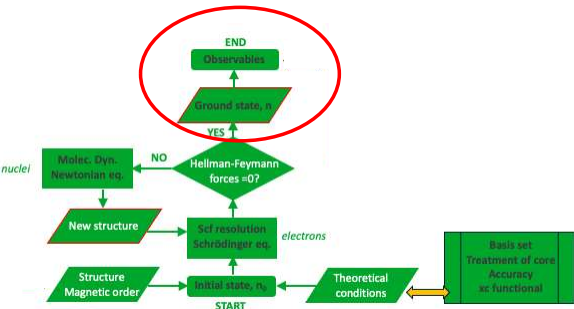 END
Observables
Ground state, n
YES
NO
Hellman-Feymann
forces =0?
nuclei
Molec. Dyn.
Newtonian eq.
New structure
Scf resolution
Schrödinger eq.
electrons
Structure
Magnetic order
Initial state, n₀
START
Theoretical
conditions
Basis set
Treatment of core
Accuracy
xc functional